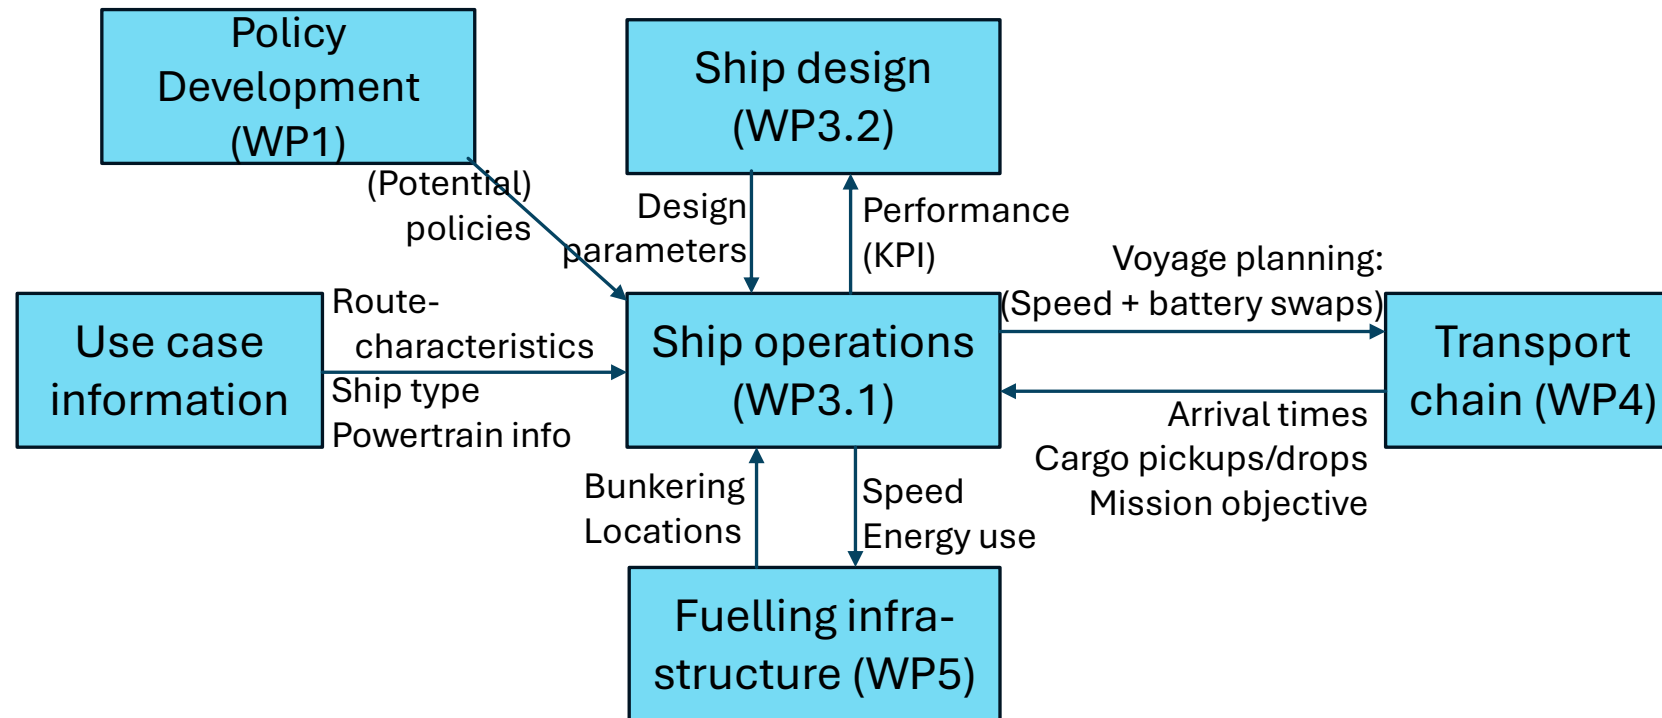 Policy
Development
(WP1)
Ship design
(WP3.2)
(Potential)
policies
Design
parameters
Performance
(KPI)
Voyage planning:
(Speed + battery swaps)
Use case
information
Route-
characteristics
Ship type
Powertrain info
Ship operations
(WP3.1)
Transport
chain (WP4)
Arrival times
Cargo pickups/drops
Mission objective
Bunkering
Locations
Speed
Energy use
Fuelling infra-
structure (WP5)